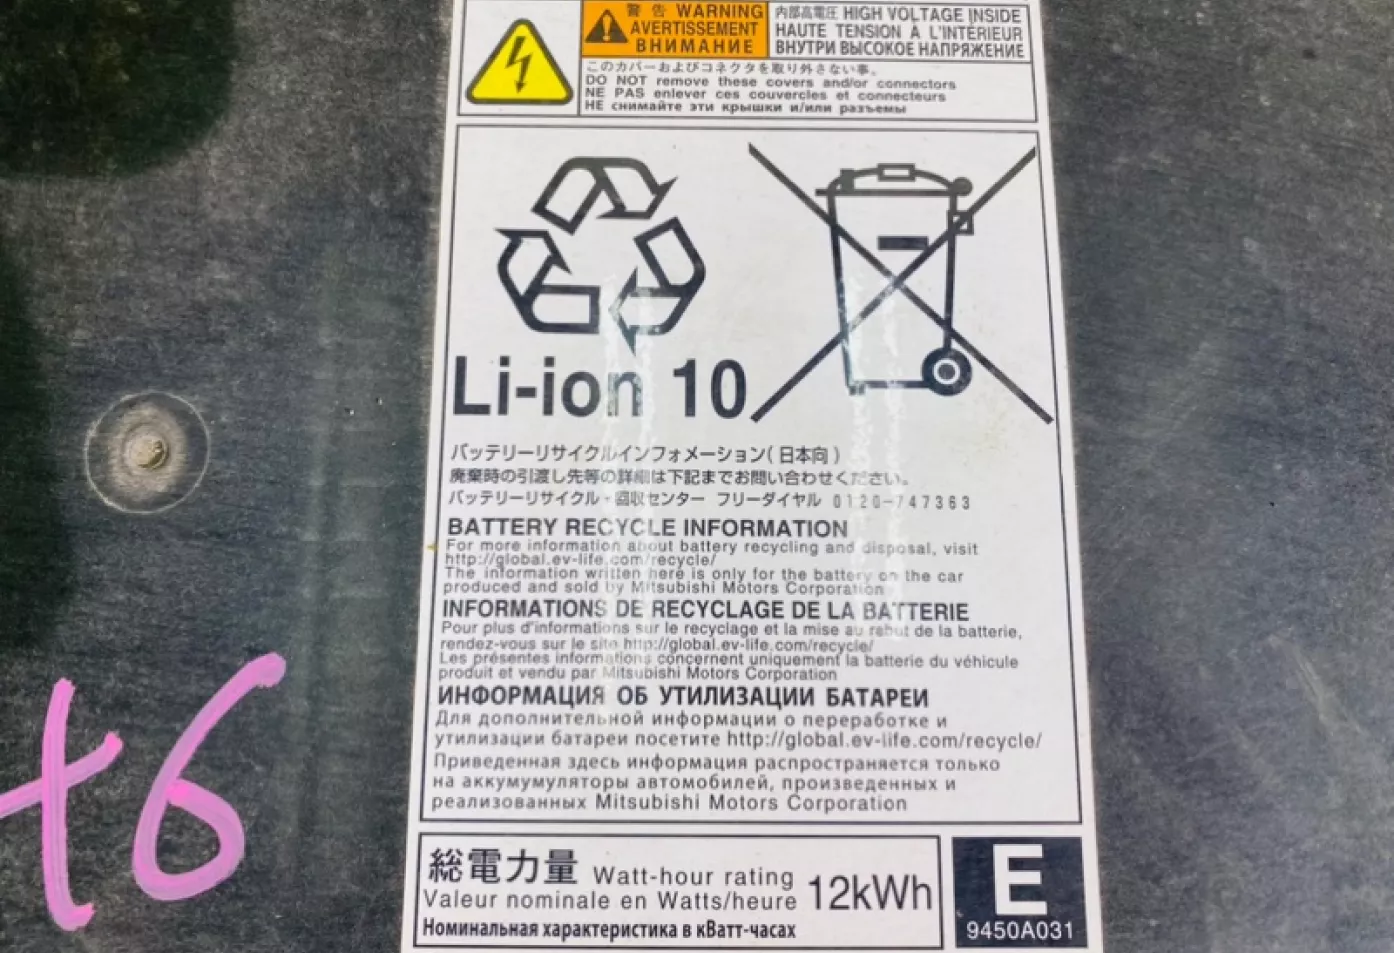 警告 WARNING
AVERTISSEMENT
ВНИМАНИЕ
内部高電圧 HIGH VOLTAGE INSIDE
HAUTE TENSION À L'INTÉRIEUR
ВНУТРИ ВЫСОКОЕ НАПРЯЖЕНИЕ
このカバーおよびコネクタを取り外さない事。
DO NOT remove these covers and/or connectors
NE PAS enlever ces couvercles et connecteurs
НЕ снимайте эти крышки и/или разъемы
Li-ion 10
バッテリーリサイクルインフォメーション(日本向)
廃棄時の引渡し先等の詳細は下記までお問い合わせください。
バッテリーリサイクル・回収センター フリーダイヤル 0120-747363
BATTERY RECYCLE INFORMATION
For more information about battery recycling and disposal, visit
http://global.ev-life.com/recycle/
The information written here is only for the battery on the car
produced and sold by Mitsubishi Motors Corporation
INFORMATIONS DE RECYCLAGE DE LA BATTERIE
Pour plus d'informations sur le recyclage et la mise au rebut de la batterie,
rendez-vous sur le site http://global.ev-life.com/recycle/
Les présentes informations concernent uniquement la batterie du véhicule
produit et vendu par Mitsubishi Motors Corporation
ИНФОРМАЦИЯ ОБ УТИЛИЗАЦИИ БАТАРЕИ
Для дополнительной информации о переработке и
утилизации батареи посетите http://global.ev-life.com/recycle/
Приведенная здесь информация распространяется только
на аккумумуляторы автомобилей, произведенных и
реализованных Mitsubishi Motors Corporation
総電力量 Watt-hour rating
Valeur nominale en Watts/heure
Номинальная характеристика в кВатт-часах
12kWh
E
9450A031
t6